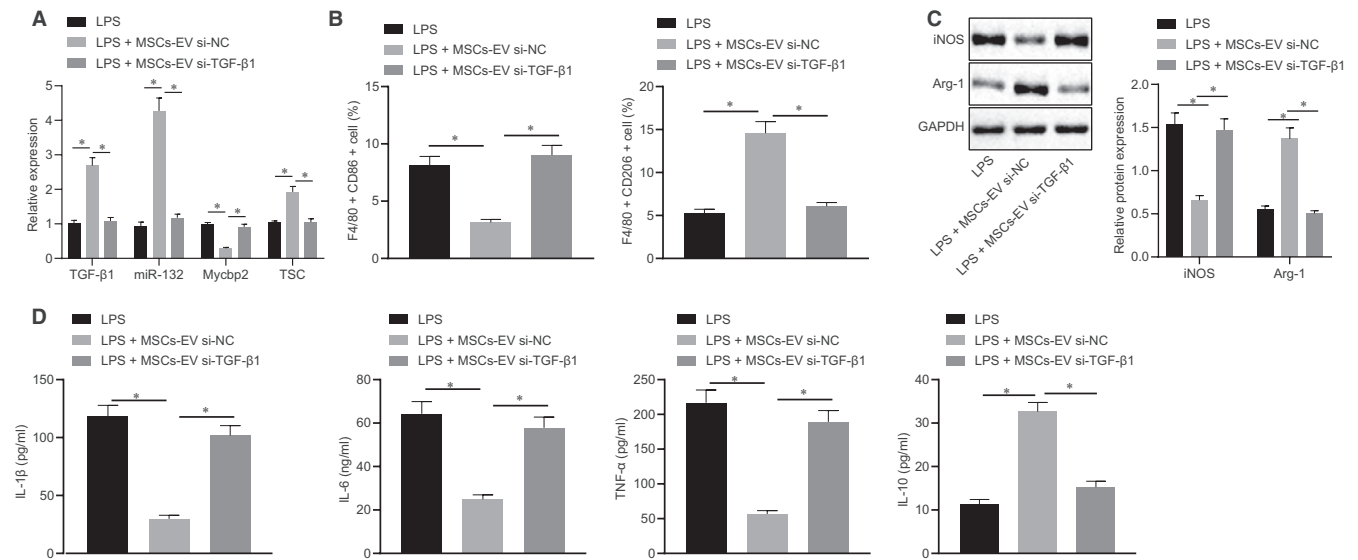 A
LPS
LPS + MSCs-EV si-NC
LPS + MSCs-EV si-TGF-β1
Relative expression
5
4
3
2
1
0
* * * * * * * *
TGF-β1 miR-132 Mycbp2 TSC
B
LPS
LPS + MSCs-EV si-NC
LPS + MSCs-EV si-TGF-β1
F4/80 + CD86 + cell (%)
15
10
5
0
* *
LPS
LPS + MSCs-EV si-NC
LPS + MSCs-EV si-TGF-β1
F4/80 + CD206 + cell (%)
20
15
10
5
0
* *
C
iNOS
Arg-1
GAPDH
LPS
LPS + MSCs-EV si-NC
LPS + MSCs-EV si-TGF-β1
LPS
LPS + MSCs-EV si-NC
LPS + MSCs-EV si-TGF-β1
Relative protein expression
2.0
1.5
1.0
0.5
0.0
* * * *
iNOS Arg-1
D
LPS
LPS + MSCs-EV si-NC
LPS + MSCs-EV si-TGF-β1
IL-1β (pg/ml)
150
100
50
0
* *
LPS
LPS + MSCs-EV si-NC
LPS + MSCs-EV si-TGF-β1
IL-6 (ng/ml)
80
60
40
20
0
* *
LPS
LPS + MSCs-EV si-NC
LPS + MSCs-EV si-TGF-β1
TNF-α (pg/ml)
250
200
150
100
50
0
* *
LPS
LPS + MSCs-EV si-NC
LPS + MSCs-EV si-TGF-β1
IL-10 (pg/ml)
40
30
20
10
0
* *